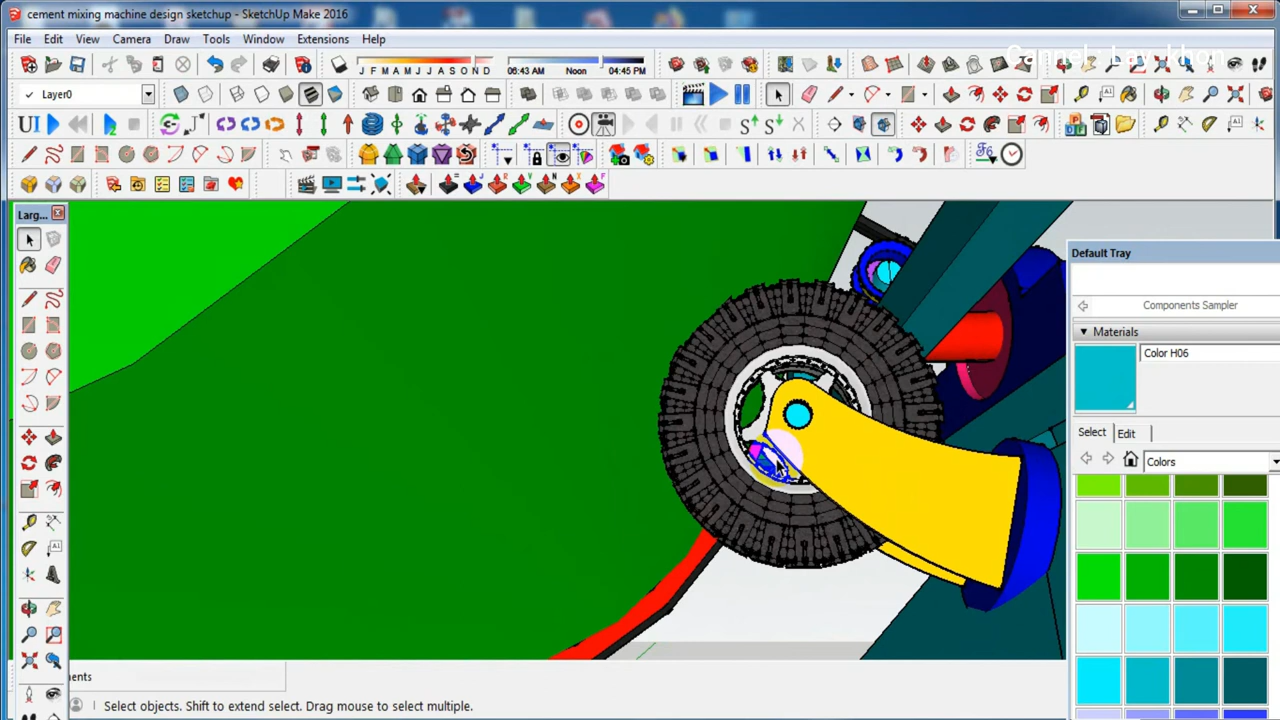 cement mixing machine design sketchup - SketchUp Make 2016
File Edit View Camera Draw Tools Window Extensions Help
J F M A M J J A S O N D 06:43 AM Noon 04:45 PM
Layer0
UI
Larg...
Default Tray
Components Sampler
Materials
Color H06
Select Edit
Colors
ents
Select objects. Shift to extend select. Drag mouse to select multiple.